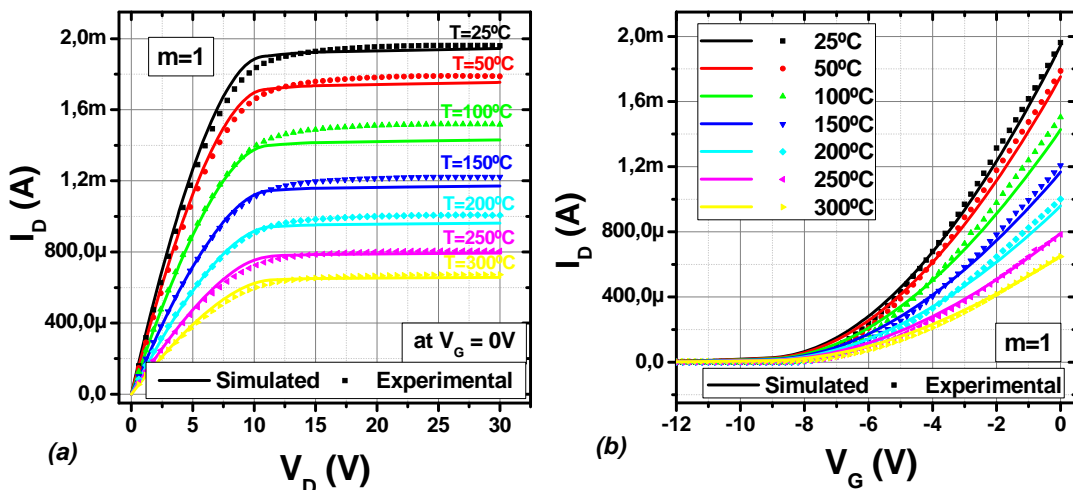 2,0m
1,6m
1,2m
800,0µ
400,0µ
0,0
I_D (A)
m=1
T=25ºC
T=50ºC
T=100ºC
T=150ºC
T=200ºC
T=250ºC
T=300ºC
at V_G = 0V
Simulated Experimental
0 5 10 15 20 25 30
(a)
V_D (V)
2,0m
1,6m
1,2m
800,0µ
400,0µ
0,0
I_D (A)
25ºC
50ºC
100ºC
150ºC
200ºC
250ºC
300ºC
m=1
Simulated Experimental
-12 -10 -8 -6 -4 -2 0
(b)
V_G (V)